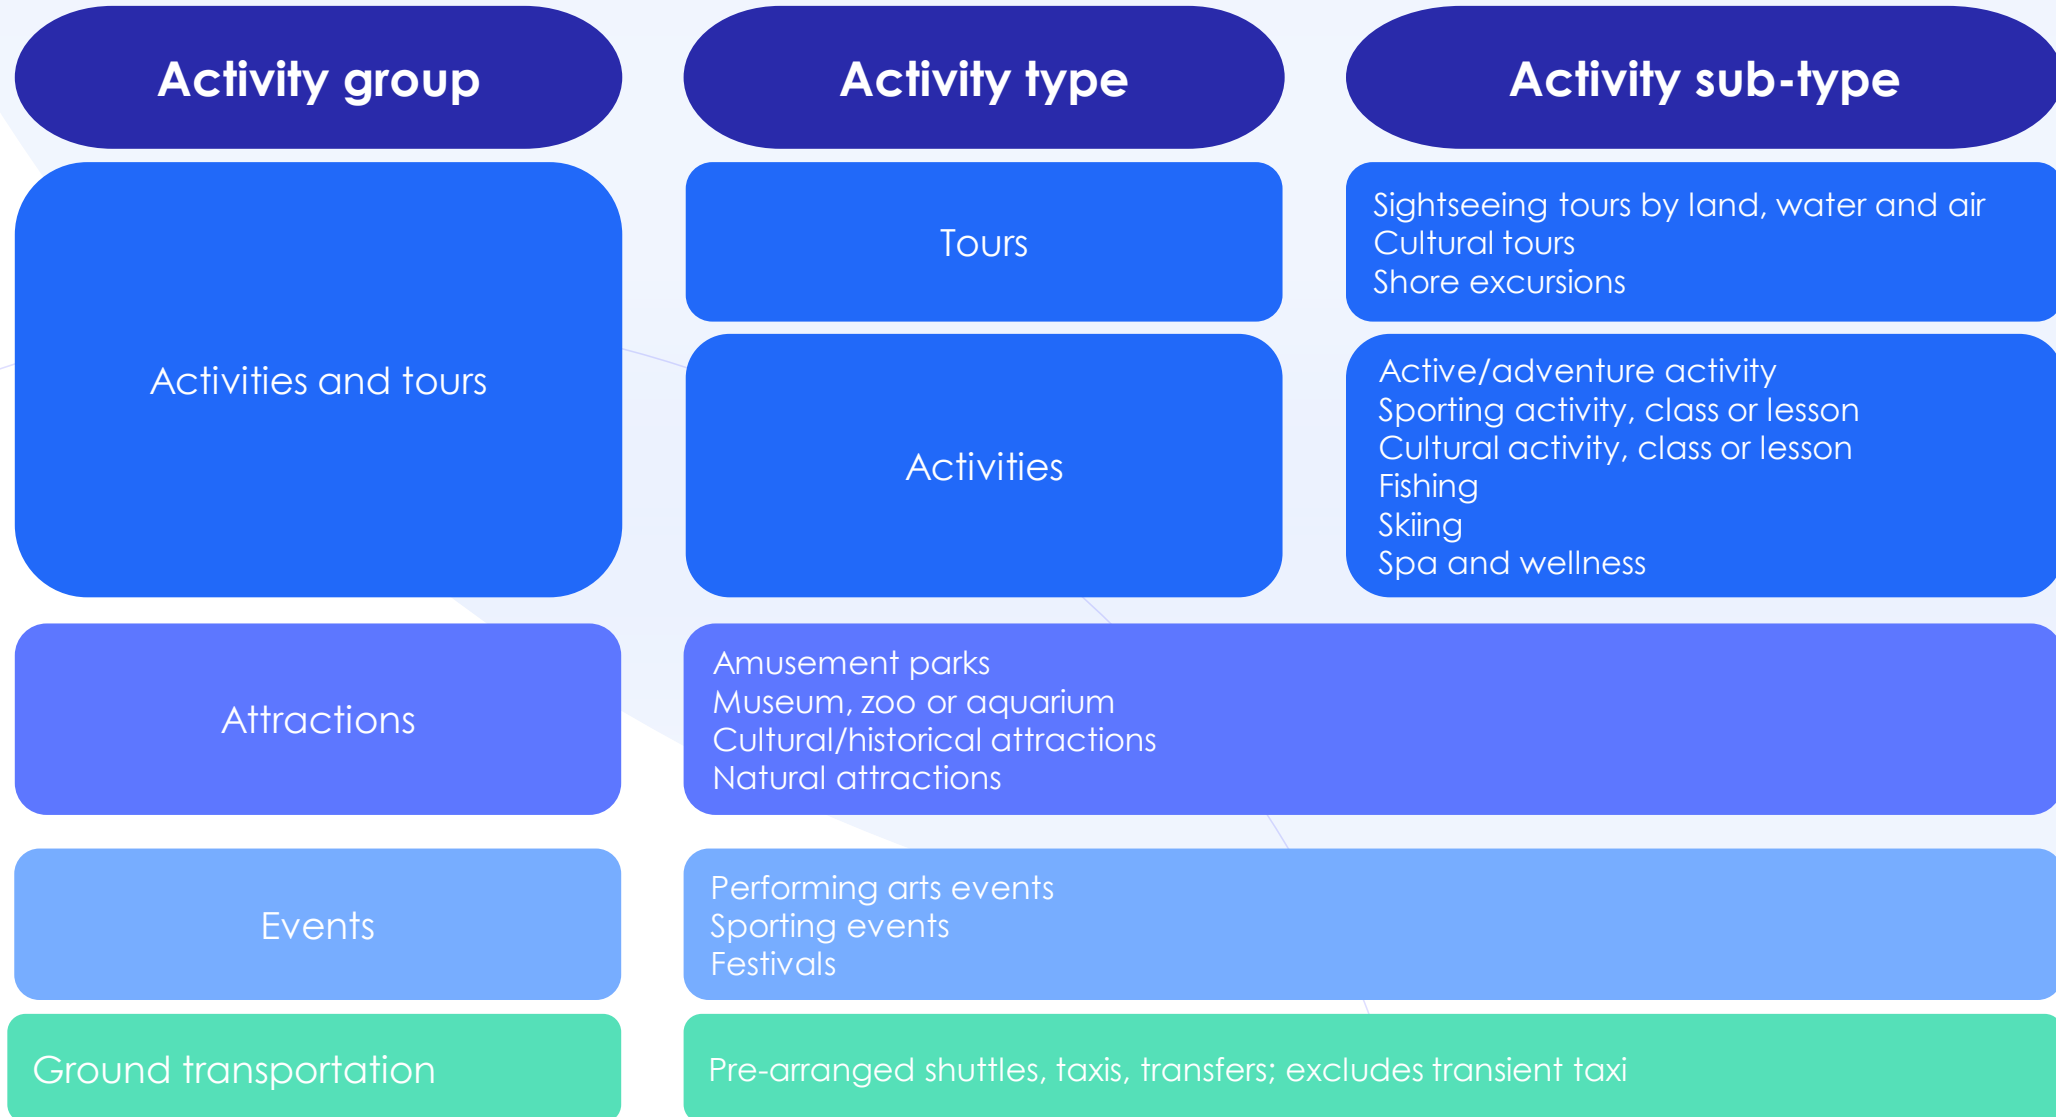 Activity group
Activity type
Activity sub-type
Activities and tours
Tours
Sightseeing tours by land, water and air
Cultural tours
Shore excursions
Activities
Active/adventure activity
Sporting activity, class or lesson
Cultural activity, class or lesson
Fishing
Skiing
Spa and wellness
Attractions
Amusement parks
Museum, zoo or aquarium
Cultural/historical attractions
Natural attractions
Events
Performing arts events
Sporting events
Festivals
Ground transportation
Pre-arranged shuttles, taxis, transfers; excludes transient taxi